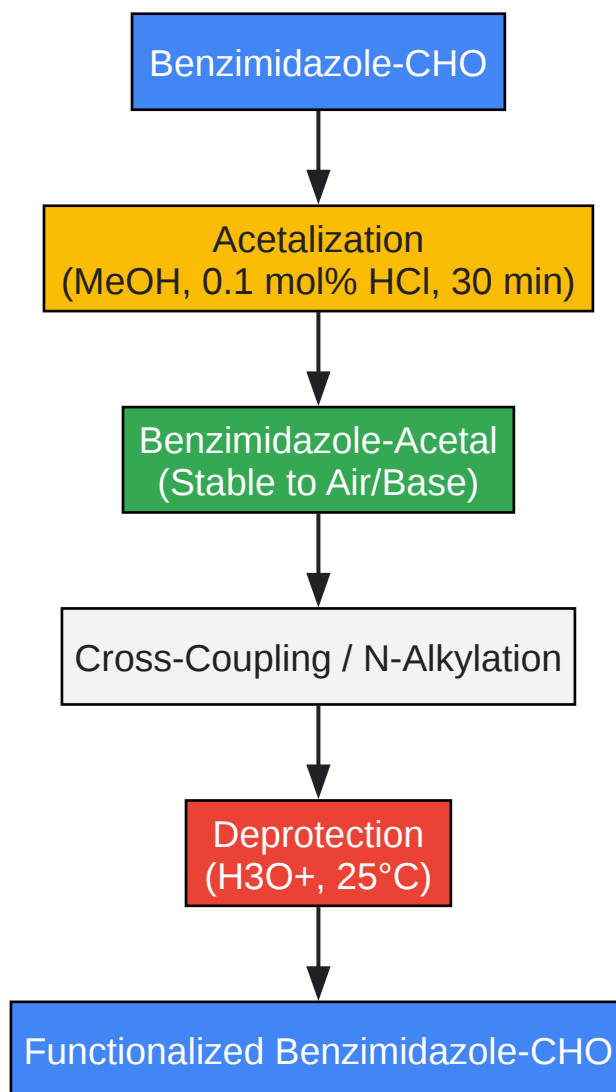 Benzimidazole-CHO
Acetalization
(MeOH, 0.1 mol% HCl, 30 min)
Benzimidazole-Acetal
(Stable to Air/Base)
Cross-Coupling / N-Alkylation
Deprotection
(H3O+, 25°C)
Functionalized Benzimidazole-CHO